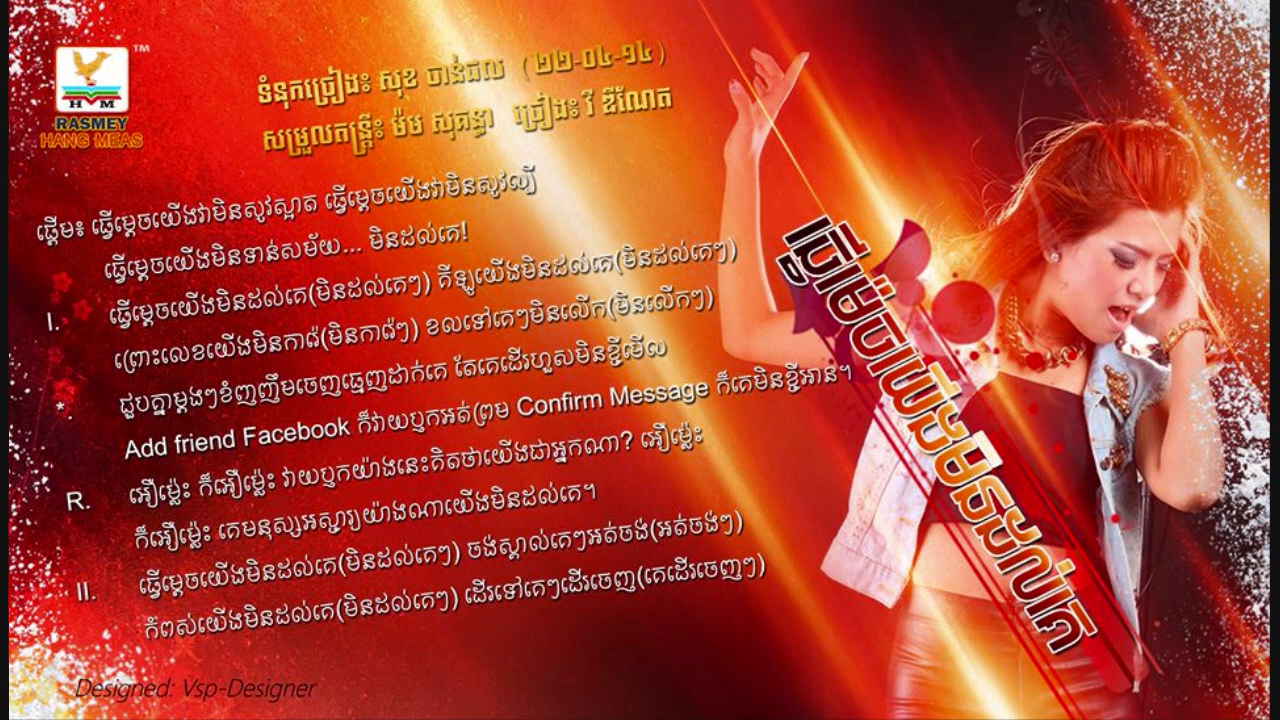 TM
HM
RASMEY
HANG MEAS
ទំនុកច្រៀង៖ សុខ ចាន់ផល (២២-០៤-១៤)
សម្រួលតន្ត្រី៖ ម៉ម សុគន្ធា ច្រៀង៖ រី ឌីណែត
ផ្តើម៖ ធ្វើម្តេចយើងវាមិនសូវស្អាត ធ្វើម្តេចយើងវាមិនសូវល្បី
ធ្វើម្តេចយើងមិនទាន់សម័យ... មិនដល់គេ!
I. ធ្វើម្តេចយើងមិនដល់គេ(មិនដល់គេៗ) គីឡូយើងមិនដល់គេ(មិនដល់គេៗ)
ព្រោះលេខយើងមិនកាដំ(មិនកាដំៗ) ខលទៅគេៗមិនលើក(មិនលើកៗ)
*. ជួបគ្នាម្តងៗខំញញឹមចេញធ្មេញដាក់គេ តែគេដើរហួសមិនខ្ចីមើល
Add friend Facebook ក៏វាយឫកអត់ព្រម Confirm Message ក៏គេមិនខ្ចីអាន។
R. អឿម្ល៉េះ ក៏អឿម្ល៉េះ វាយឫកយ៉ាងនេះគិតថាយើងជាអ្នកណា? អឿម្ល៉េះ
ក៏អឿម្ល៉េះ គេមនុស្សអស្ចារ្យយ៉ាងណាយើងមិនដល់គេ។
II. ធ្វើម្តេចយើងមិនដល់គេ(មិនដល់គេៗ) ចង់ស្គាល់គេៗអត់ចង់(អត់ចង់ៗ)
កំពស់យើងមិនដល់គេ(មិនដល់គេៗ) ដើរទៅគេៗដើរចេញ(គេដើរចេញៗ)
ធ្វើម៉េចបើយើងមិនដល់គេ
Designed: Vsp-Designer